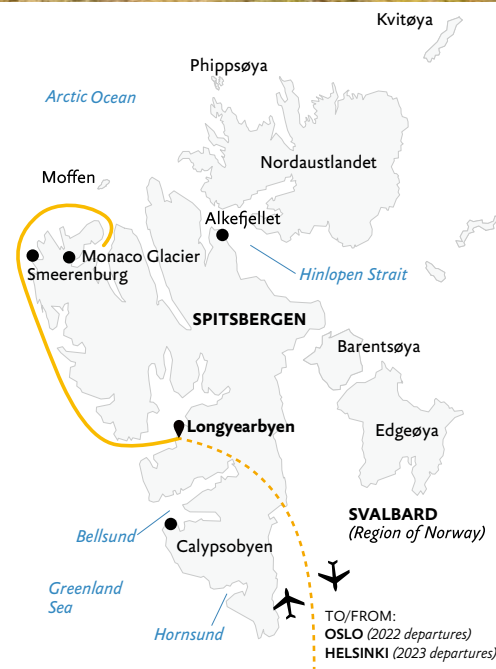 Kvitøya
Phippsøya
Arctic Ocean
Nordaustlandet
Moffen
Alkefjellet
Monaco Glacier
Smeerenburg
Hinlopen Strait
SPITSBERGEN
Barentsøya
Longyearbyen
Edgeøya
SVALBARD
(Region of Norway)
Bellsund
Calypsobyen
Greenland
Sea
Hornsund
TO/FROM:
OSLO (2022 departures)
HELSINKI (2023 departures)